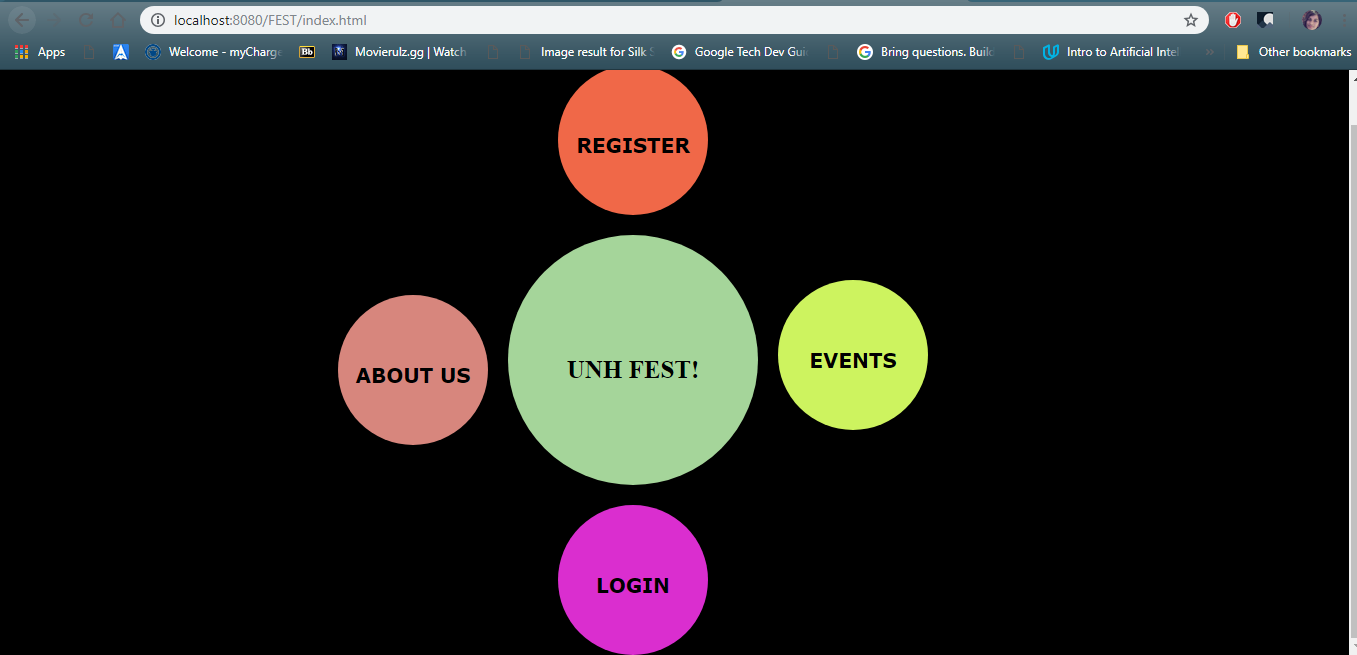 localhost:8080/FEST/index.html
Apps Welcome - myCharge Bb Movierulz.gg | Watch Image result for Silk S Google Tech Dev Gui Bring questions. Build Intro to Artificial Intel » Other bookmarks
REGISTER
UNH FEST!
ABOUT US
EVENTS
LOGIN